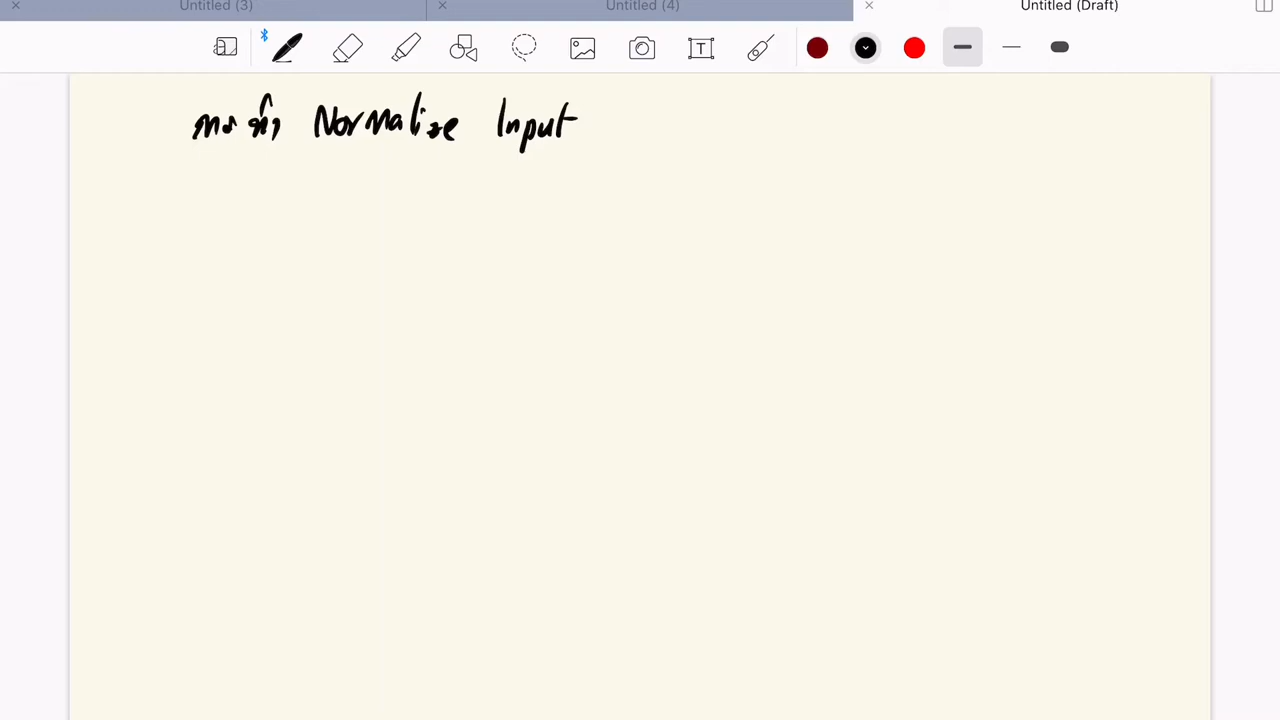 Untitled (3) Untitled (4) Untitled (Draft)
T
การทำ Normalize Input